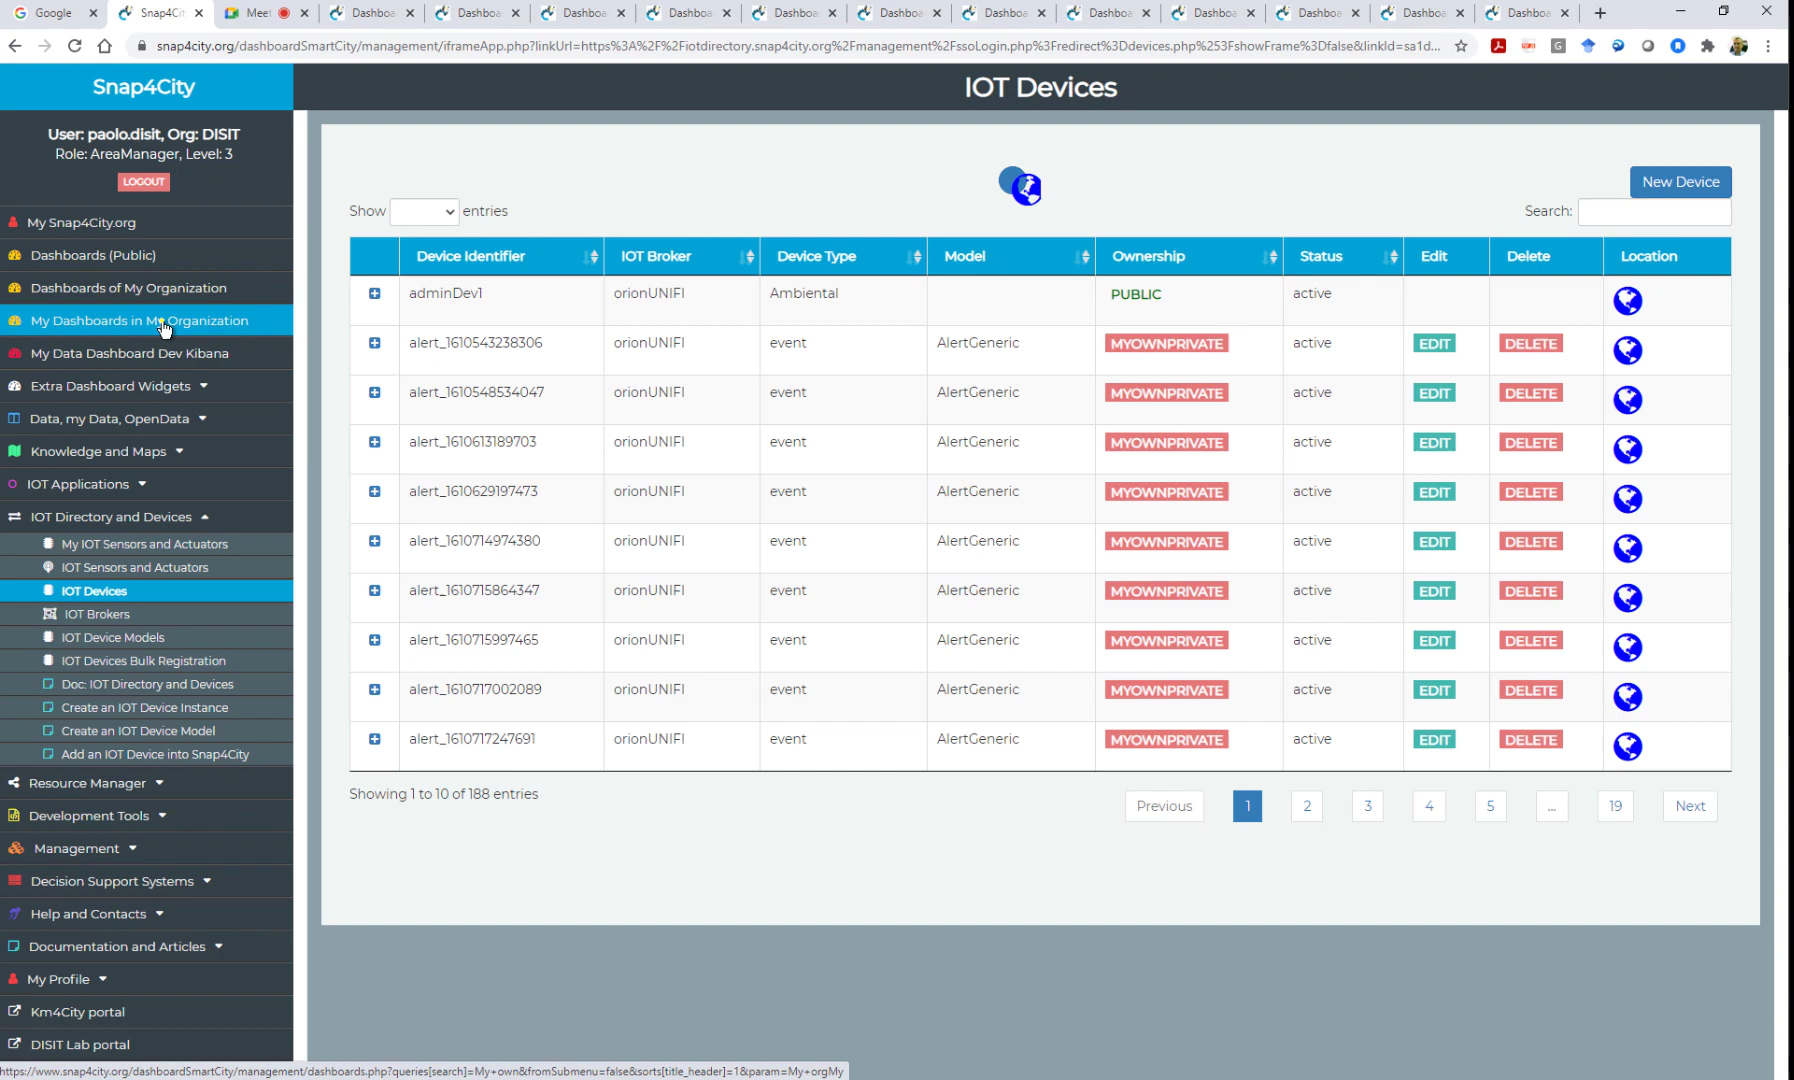 Google
Snap4City
Meet
Dashboa
Dashboa
Dashboa
Dashboa
Dashboa
Dashboa
Dashboa
Dashboa
Dashboa
Dashboa
Dashboa
Dashboa
snap4city.org/dashboardSmartCity/management/iframeApp.php?linkUrl=https%3A%2F%2Fiotdirectory.snap4city.org%2Fmanagement%2FssoLogin.php%3Fredirect%3Ddevices.php%253FshowFrame%3Dfalse&linkId=sa1d...
Snap4City
IOT Devices
User: paolo.disit, Org: DISIT
Role: AreaManager, Level: 3
LOGOUT
My Snap4City.org
Dashboards (Public)
Dashboards of My Organization
My Dashboards in My Organization
My Data Dashboard Dev Kibana
Extra Dashboard Widgets
Data, my Data, OpenData
Knowledge and Maps
IOT Applications
IOT Directory and Devices
My IOT Sensors and Actuators
IOT Sensors and Actuators
IOT Devices
IOT Brokers
IOT Device Models
IOT Devices Bulk Registration
Doc: IOT Directory and Devices
Create an IOT Device Instance
Create an IOT Device Model
Add an IOT Device into Snap4City
Resource Manager
Development Tools
Management
Decision Support Systems
Help and Contacts
Documentation and Articles
My Profile
Km4City portal
DISIT Lab portal
New Device
Show entries
Search:
Device Identifier IOT Broker Device Type Model Ownership Status Edit Delete Location
adminDev1 orionUNIFI Ambiental PUBLIC active
alert_1610543238306 orionUNIFI event AlertGeneric MYOWNPRIVATE active EDIT DELETE
alert_1610548534047 orionUNIFI event AlertGeneric MYOWNPRIVATE active EDIT DELETE
alert_1610613189703 orionUNIFI event AlertGeneric MYOWNPRIVATE active EDIT DELETE
alert_1610629197473 orionUNIFI event AlertGeneric MYOWNPRIVATE active EDIT DELETE
alert_1610714974380 orionUNIFI event AlertGeneric MYOWNPRIVATE active EDIT DELETE
alert_1610715864347 orionUNIFI event AlertGeneric MYOWNPRIVATE active EDIT DELETE
alert_1610715997465 orionUNIFI event AlertGeneric MYOWNPRIVATE active EDIT DELETE
alert_1610717002089 orionUNIFI event AlertGeneric MYOWNPRIVATE active EDIT DELETE
alert_1610717247691 orionUNIFI event AlertGeneric MYOWNPRIVATE active EDIT DELETE
Showing 1 to 10 of 188 entries
Previous 1 2 3 4 5 ... 19 Next
https://www.snap4city.org/dashboardSmartCity/management/dashboards.php?queries[search]=My+own&fromSubmenu=false&sorts[title_header]=1&param=My+orgMy